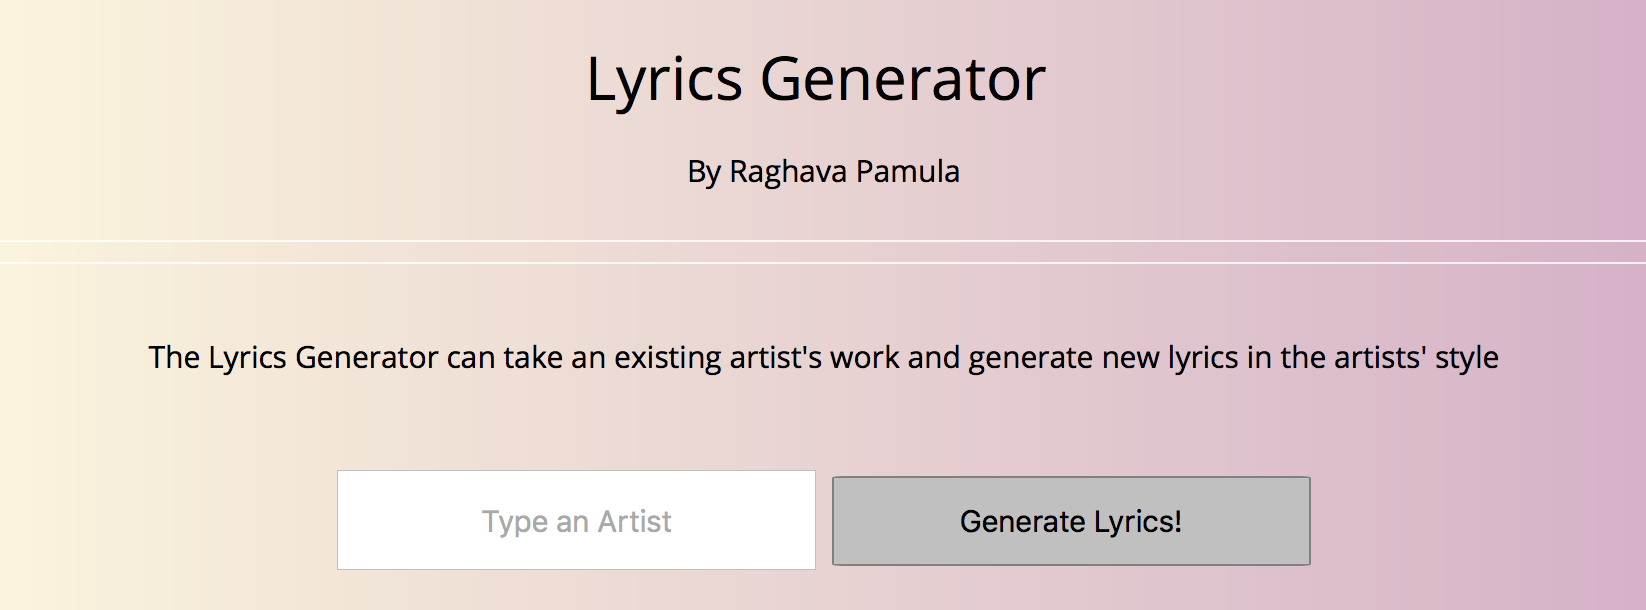 Lyrics Generator
By Raghava Pamula
The Lyrics Generator can take an existing artist's work and generate new lyrics in the artists' style
Type an Artist
Generate Lyrics!